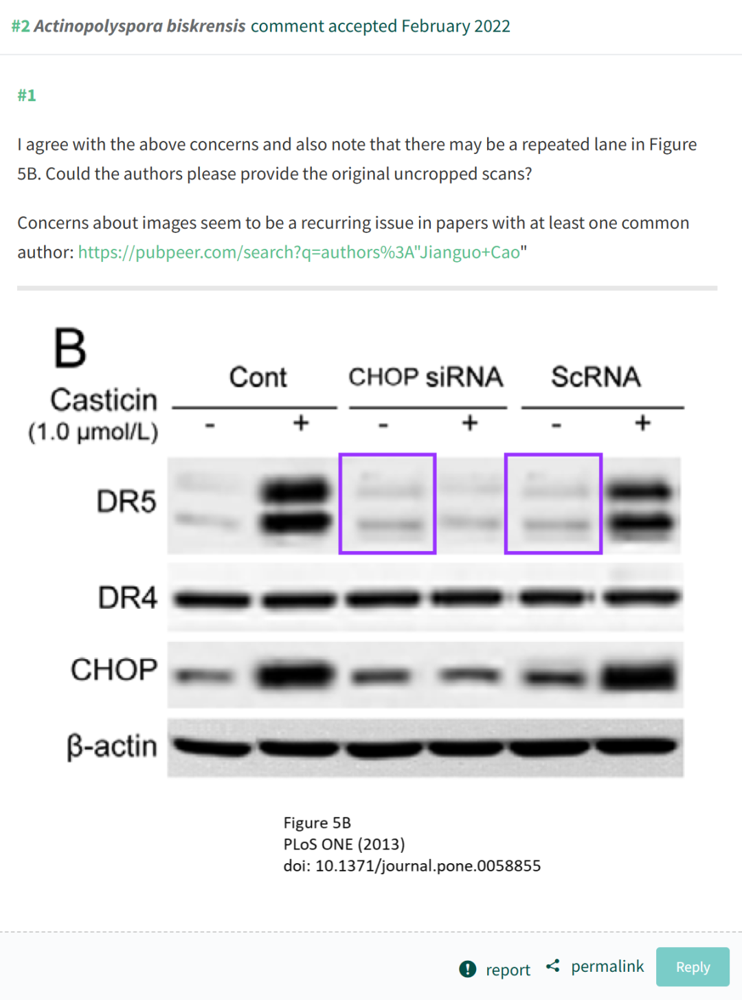 #2 Actinopolyspora biskrensis comment accepted February 2022
#1
I agree with the above concerns and also note that there may be a repeated lane in Figure
5B. Could the authors please provide the original uncropped scans?
Concerns about images seem to be a recurring issue in papers with at least one common
author: https://pubpeer.com/search?q=authors%3A"Jianguo+Cao"
B
Cont CHOP siRNA ScRNA
Casticin
(1.0 μmol/L) - + - + - +
DR5
DR4
CHOP
β-actin
Figure 5B
PLoS ONE (2013)
doi: 10.1371/journal.pone.0058855
report permalink Reply